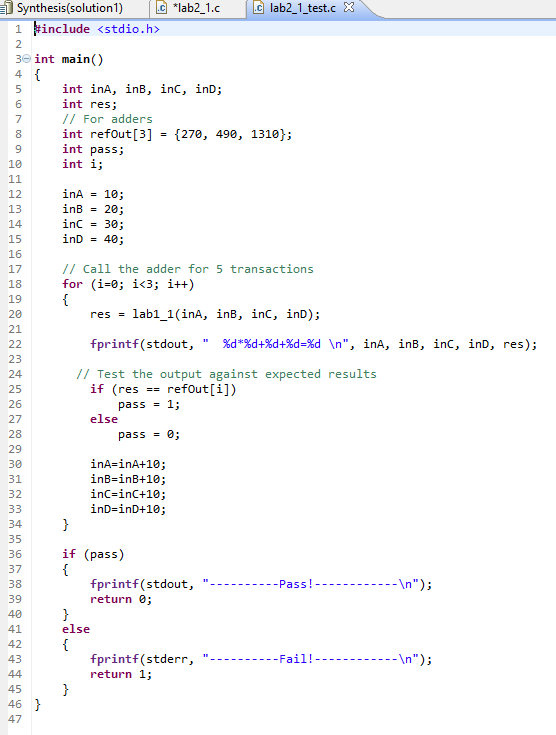 Synthesis(solution1) *lab2_1.c lab2_1_test.c
1 #include <stdio.h>
2
3 int main()
4 {
5 int inA, inB, inC, inD;
6 int res;
7 // For adders
8 int refOut[3] = {270, 490, 1310};
9 int pass;
10 int i;
11
12 inA = 10;
13 inB = 20;
14 inC = 30;
15 inD = 40;
16
17 // Call the adder for 5 transactions
18 for (i=0; i<3; i++)
19 {
20 res = lab1_1(inA, inB, inC, inD);
21
22 fprintf(stdout, "  %d*%d+%d+%d=%d \n", inA, inB, inC, inD, res);
23
24 // Test the output against expected results
25 if (res == refOut[i])
26 pass = 1;
27 else
28 pass = 0;
29
30 inA=inA+10;
31 inB=inB+10;
32 inC=inC+10;
33 inD=inD+10;
34 }
35
36 if (pass)
37 {
38 fprintf(stdout, "----------Pass!------------\n");
39 return 0;
40 }
41 else
42 {
43 fprintf(stderr, "----------Fail!------------\n");
44 return 1;
45 }
46 }
47